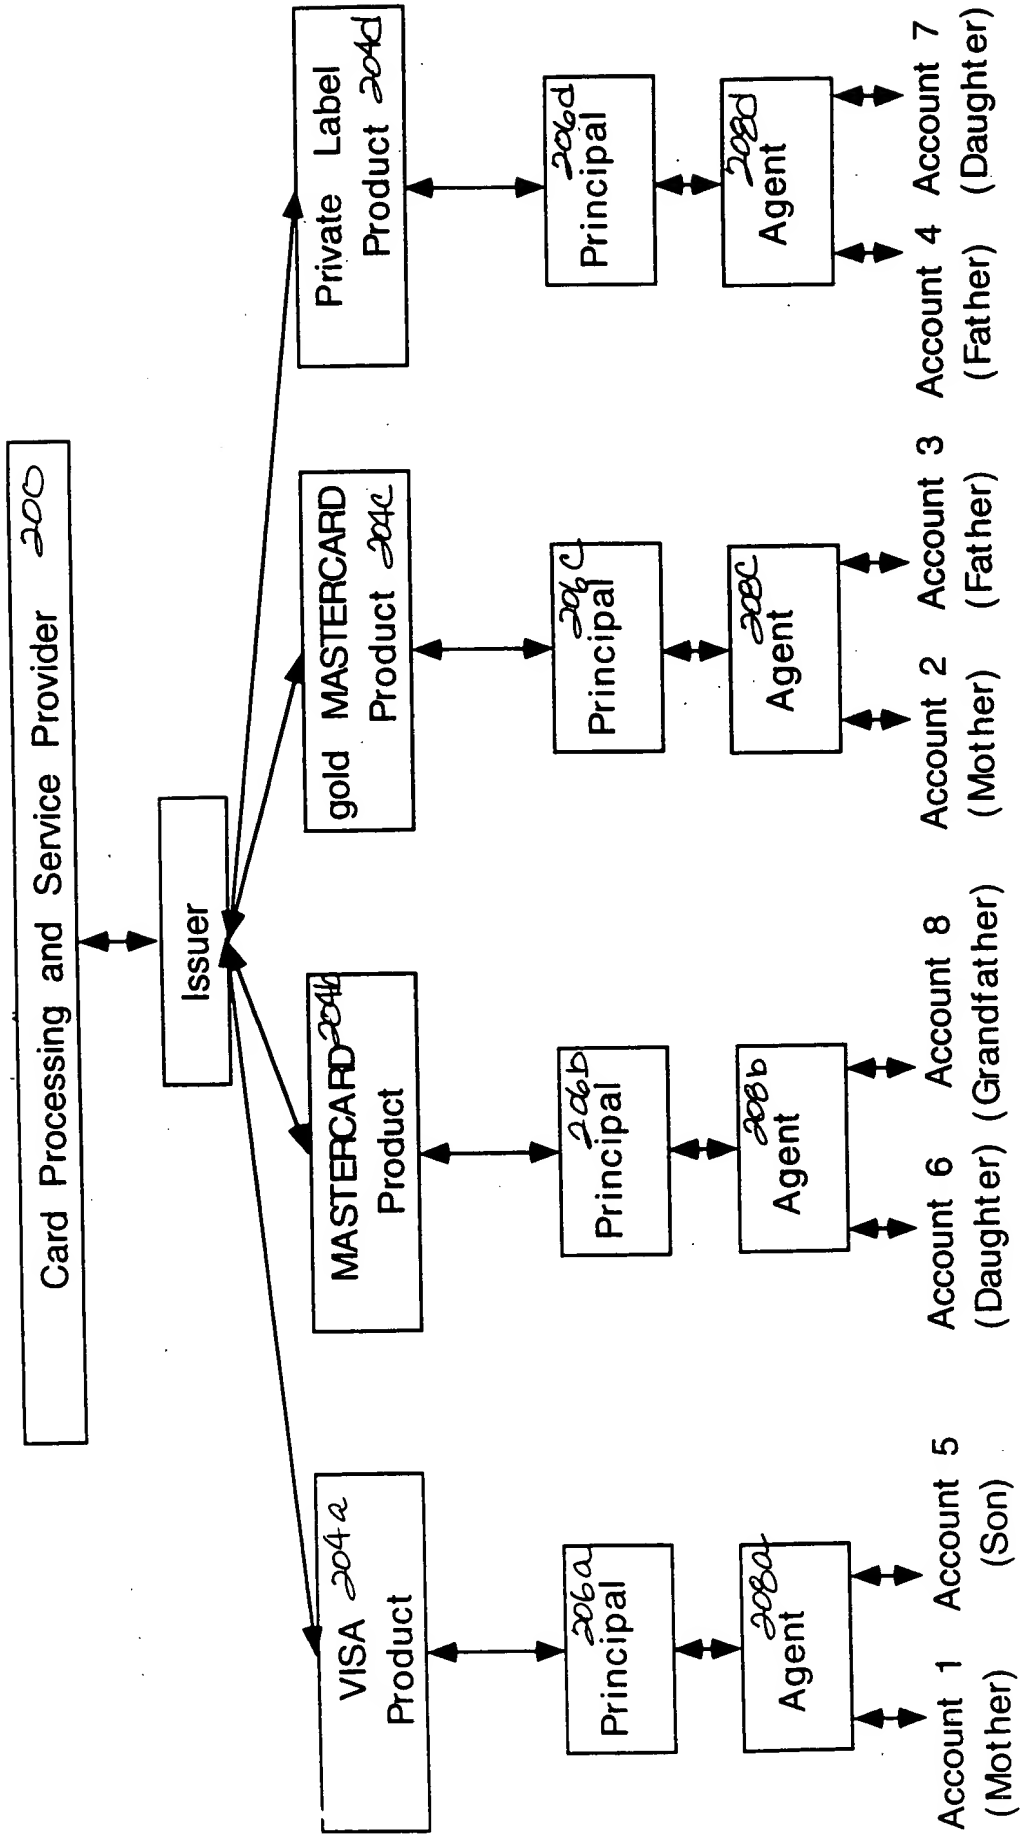 Card Processing and Service Provider 200
Issuer
VISA 204a
Product
MASTERCARD 204b
Product
gold MASTERCARD
Product 204c
Private Label
Product 204d
206a
Principal
206b
Principal
206c
Principal
206d
Principal
208a
Agent
208b
Agent
208c
Agent
208d
Agent
Account 1
(Mother)
Account 5
(Son)
Account 6
(Daughter)
Account 8
(Grandfather)
Account 2
(Mother)
Account 3
(Father)
Account 4
(Father)
Account 7
(Daughter)